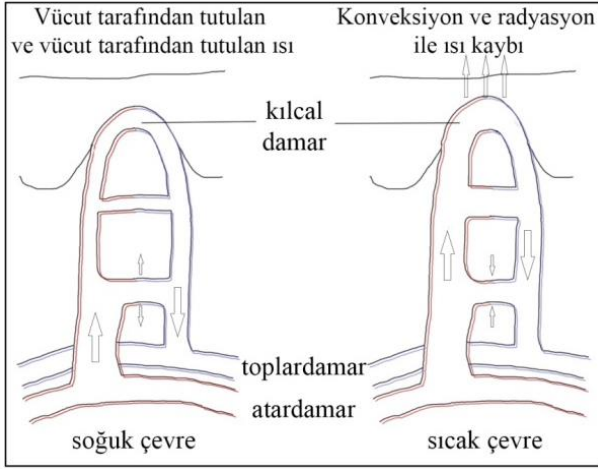 Vücut tarafından tutulan
ve vücut tarafından tutulan ısı
Konveksiyon ve radyasyon
ile ısı kaybı
kılcal
damar
toplardamar
atardamar
soğuk çevre
sıcak çevre